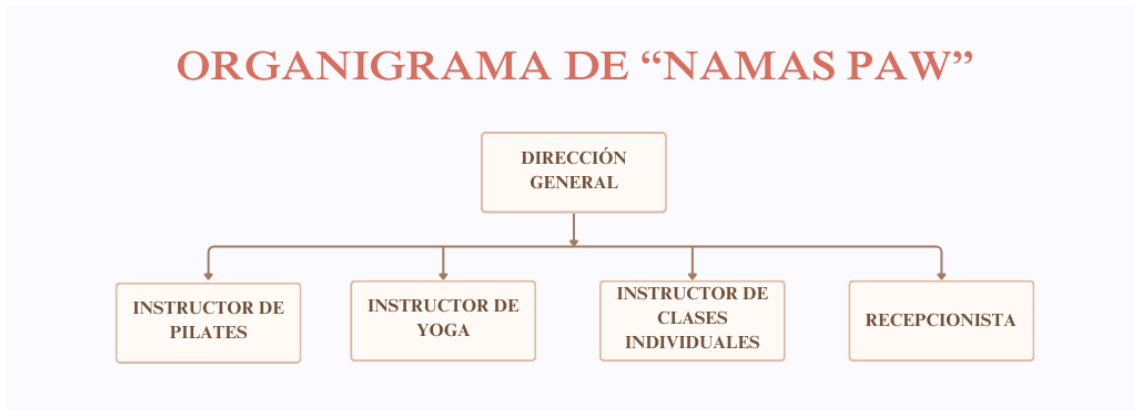 ORGANIGRAMA DE “NAMAS PAW”
DIRECCIÓN
GENERAL
INSTRUCTOR DE
PILATES
INSTRUCTOR DE
YOGA
INSTRUCTOR DE
CLASES
INDIVIDUALES
RECEPCIONISTA